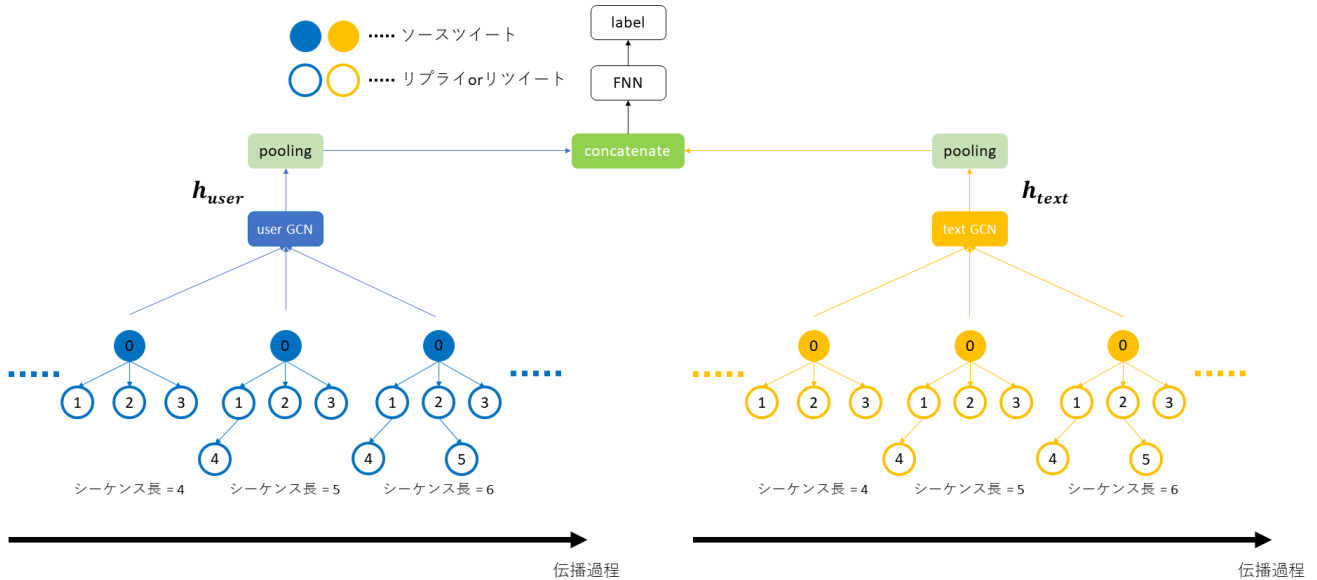 label
..... ソースツイート
FNN
..... リプライorリツイート
pooling
concatenate
pooling
h_user
h_text
user GCN
text GCN
0 0 0 0 0 0
1 2 3 1 2 3 1 2 3 1 2 3 1 2 3 1 2 3
4 4 5 4 4 5
シーケンス長 = 4 シーケンス長 = 5 シーケンス長 = 6 シーケンス長 = 4 シーケンス長 = 5 シーケンス長 = 6
伝播過程 伝播過程